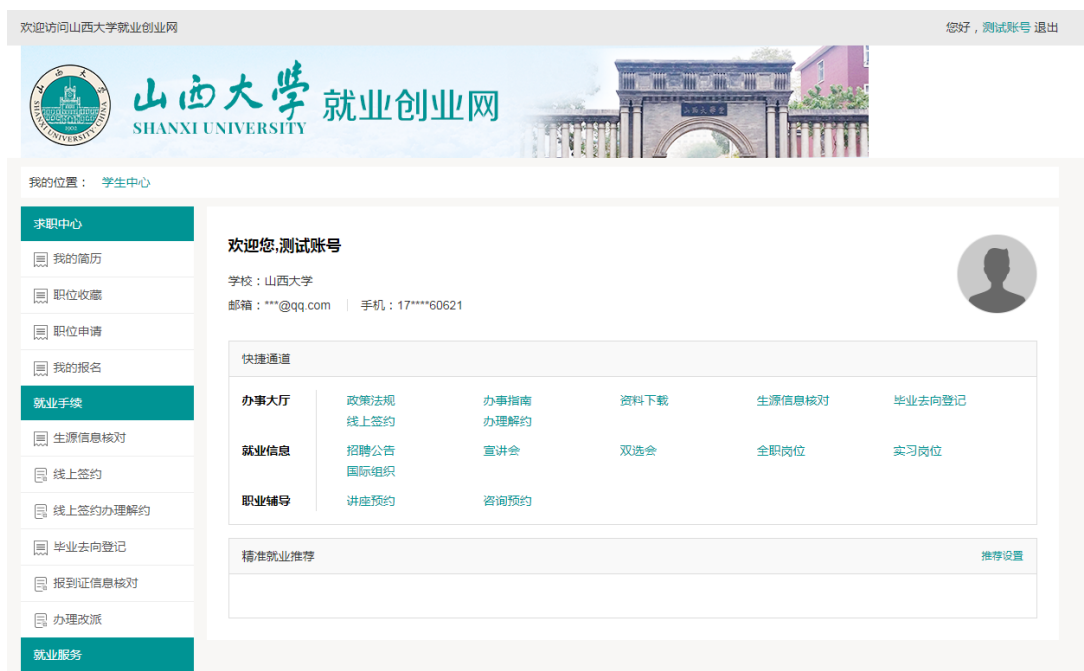 欢迎访问山西大学就业创业网
您好，测试账号 退出
山西大学 就业创业网
SHANXI UNIVERSITY
SHANXI UNIVERSITY·CHINA
1902
我的位置： 学生中心
求职中心
我的简历
职位收藏
职位申请
我的报名
就业手续
生源信息核对
线上签约
线上签约办理解约
毕业去向登记
报到证信息核对
办理改派
就业服务
欢迎您,测试账号
学校：山西大学
邮箱：***@qq.com 手机：17****60621
快捷通道
办事大厅 政策法规 办事指南 资料下载 生源信息核对 毕业去向登记
线上签约 办理解约
就业信息 招聘公告 宣讲会 双选会 全职岗位 实习岗位
国际组织
职业辅导 讲座预约 咨询预约
精准就业推荐 推荐设置